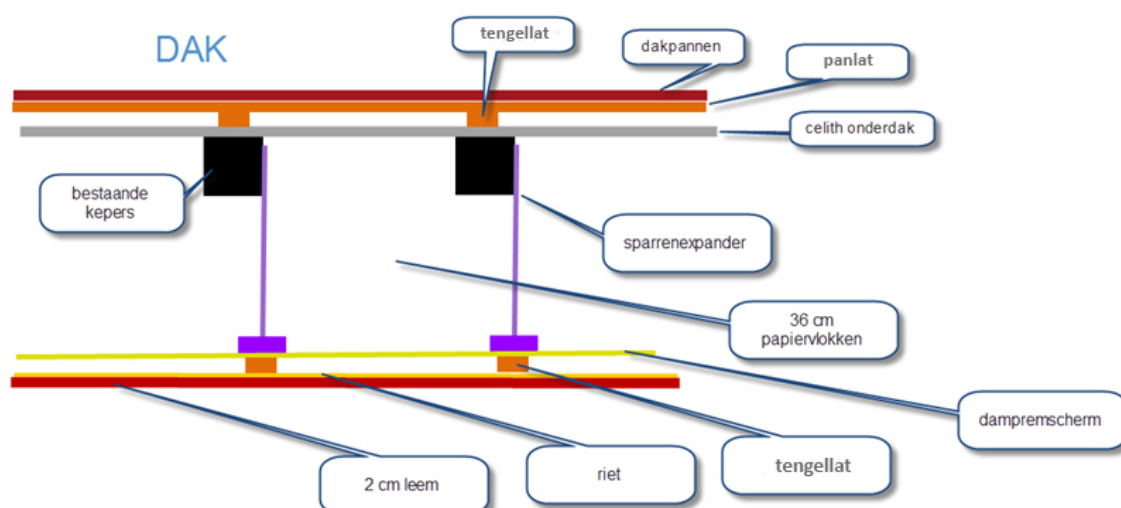 DAK
tengellat
dakpannen
panlat
celith onderdak
bestaande
kepers
sparrenexpander
36 cm
papiervlokken
dampremscherm
tengellat
riet
2 cm leem